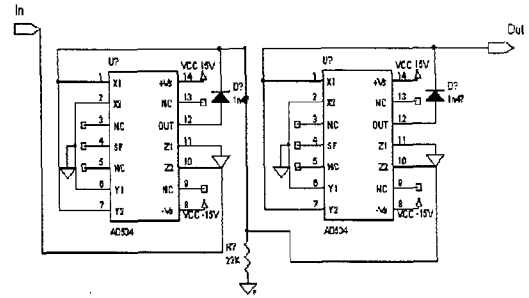 In
Out
U?
VCC 15V
1 X1 +Vs 14
2 X2 NC 13
3 NC OUT 12
4 SF Z1 11
5 NC Z2 10
6 Y1 NC 9
7 Y2 -Vs 8
VCC -15V
AD534
D?
R?
22K
U?
VCC 15V
1 X1 +Vs 14
2 X2 NC 13
3 NC OUT 12
4 SF Z1 11
5 NC Z2 10
6 Y1 NC 9
7 Y2 -Vs 8
VCC -15V
AD534
D?